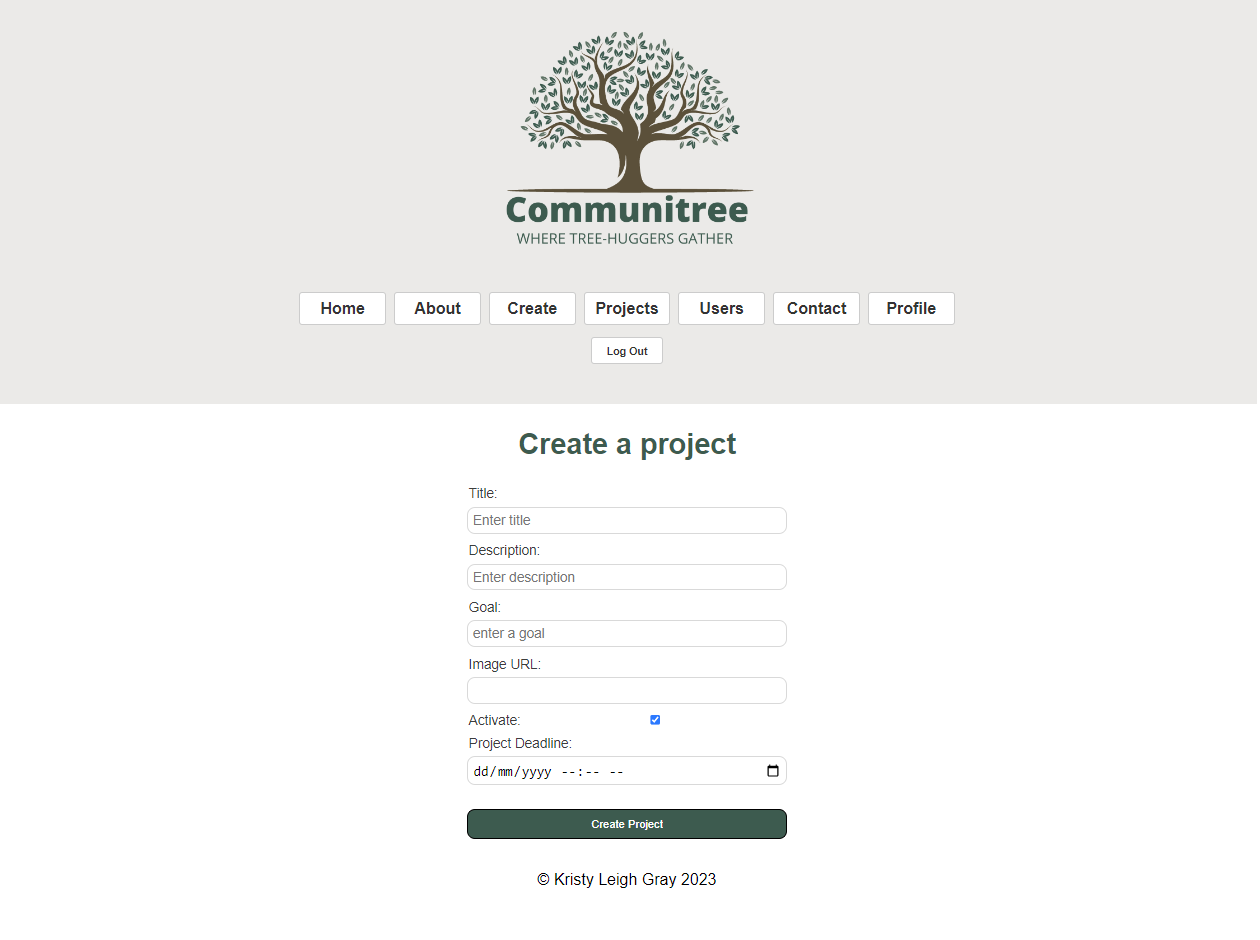 Communitree
WHERE TREE-HUGGERS GATHER
Home About Create Projects Users Contact Profile
Log Out
Create a project
Title:
Enter title
Description:
Enter description
Goal:
enter a goal
Image URL:
Activate:
Project Deadline:
dd/mm/yyyy --:-- --
Create Project
© Kristy Leigh Gray 2023